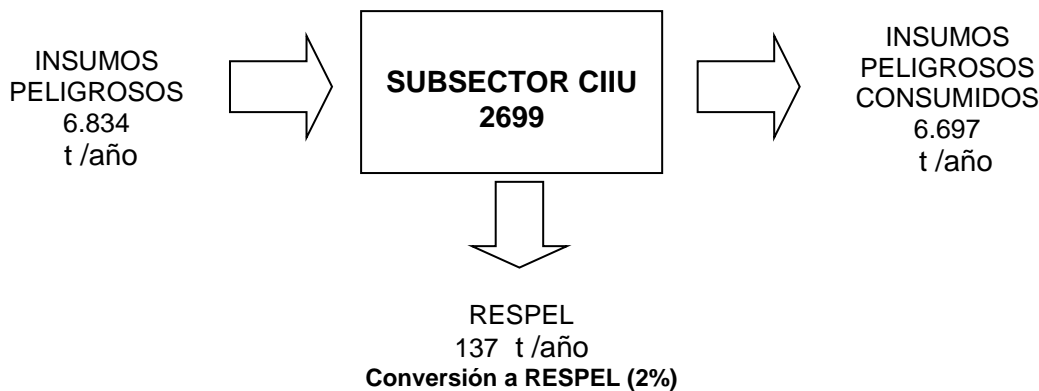 INSUMOS
PELIGROSOS
6.834
t /año
SUBSECTOR CIIU
2699
INSUMOS
PELIGROSOS
CONSUMIDOS
6.697
t /año
RESPEL
137 t /año
Conversión a RESPEL (2%)